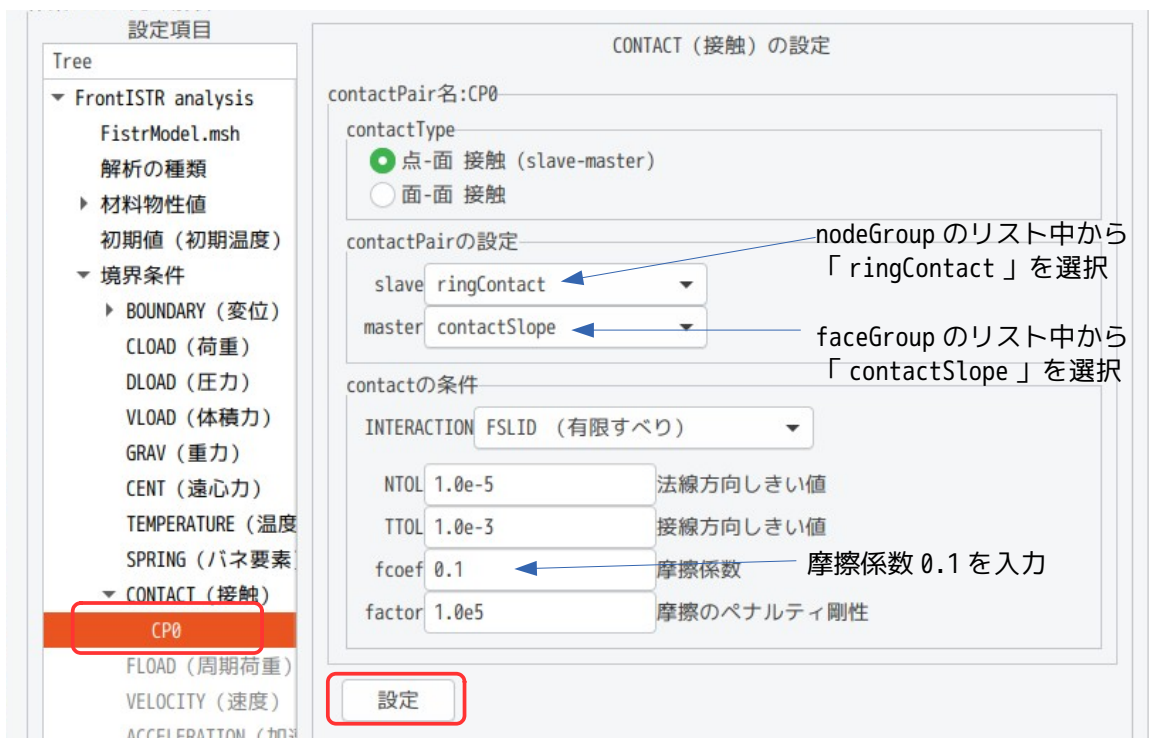 設定項目
Tree
FrontISTR analysis
FistrModel.msh
解析の種類
材料物性値
初期値 (初期温度)
境界条件
BOUNDARY (変位)
CLOAD (荷重)
DLOAD (圧力)
VLOAD (体積力)
GRAV (重力)
CENT (遠心力)
TEMPERATURE (温度
SPRING (バネ要素)
CONTACT (接触)
CP0
FLOAD (周期荷重)
VELOCITY (速度)
ACCELERATION (加速
CONTACT (接触) の設定
contactPair名:CP0
contactType
点-面 接触 (slave-master)
面-面 接触
contactPairの設定
slave ringContact
master contactSlope
nodeGroup のリスト中から
「 ringContact 」を選択
faceGroup のリスト中から
「 contactSlope 」を選択
contactの条件
INTERACTION FSLID (有限すべり)
NTOL 1.0e-5 法線方向しきい値
TTOL 1.0e-3 接線方向しきい値
fcoef 0.1 摩擦係数
摩擦係数 0.1 を入力
factor 1.0e5 摩擦のペナルティ剛性
設定